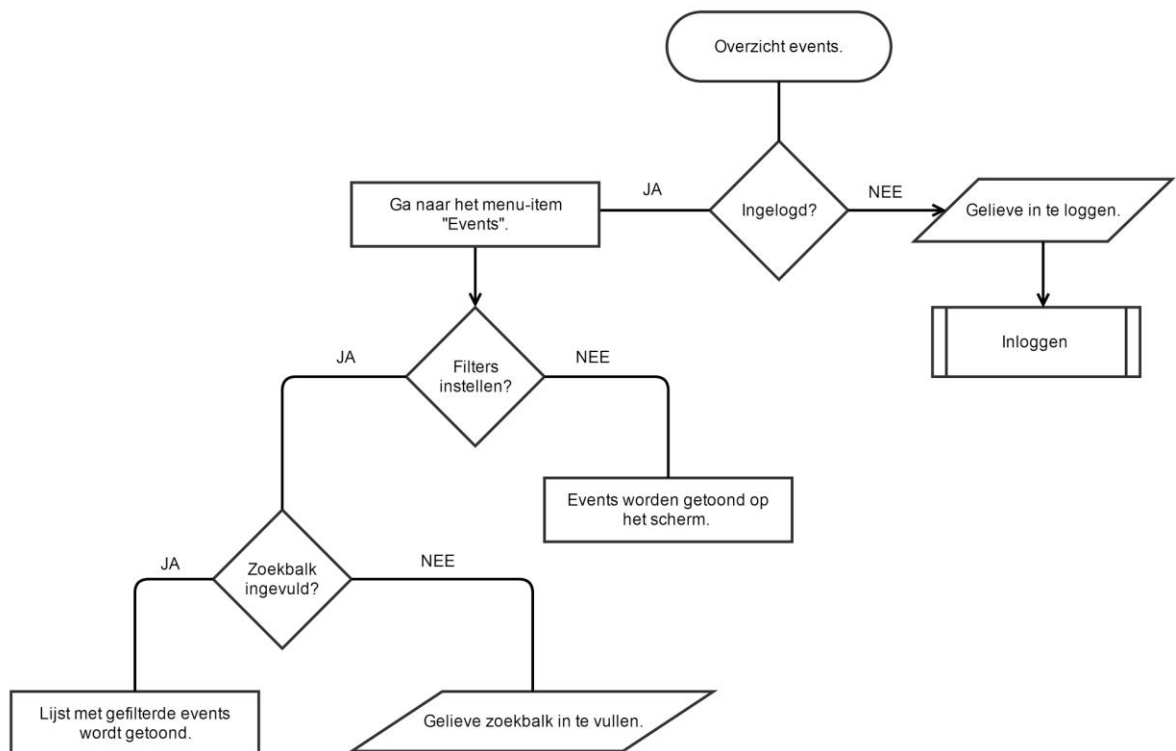 Overzicht events.
JA
NEE
Ga naar het menu-item
"Events".
Ingelogd?
Gelieve in te loggen.
Inloggen
JA
NEE
Filters
instellen?
Events worden getoond op
het scherm.
JA
NEE
Zoekbalk
ingevuld?
Lijst met gefilterde events
wordt getoond.
Gelieve zoekbalk in te vullen.